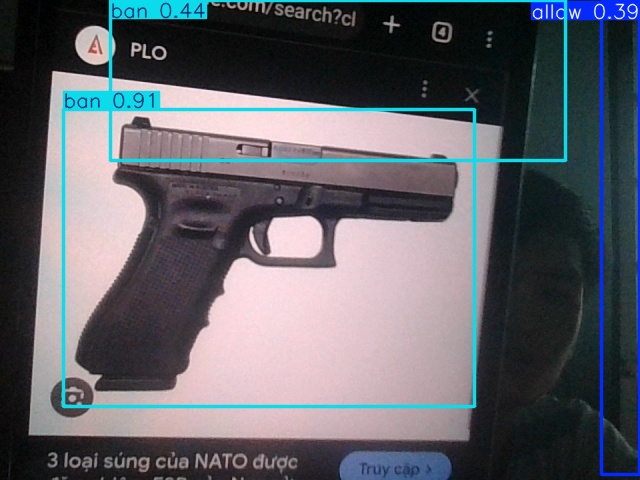 ban 0.44
allow 0.39
e.com/search?cl
4
PLO
ban 0.91
3 loại súng của NATO được
Truy cập ›